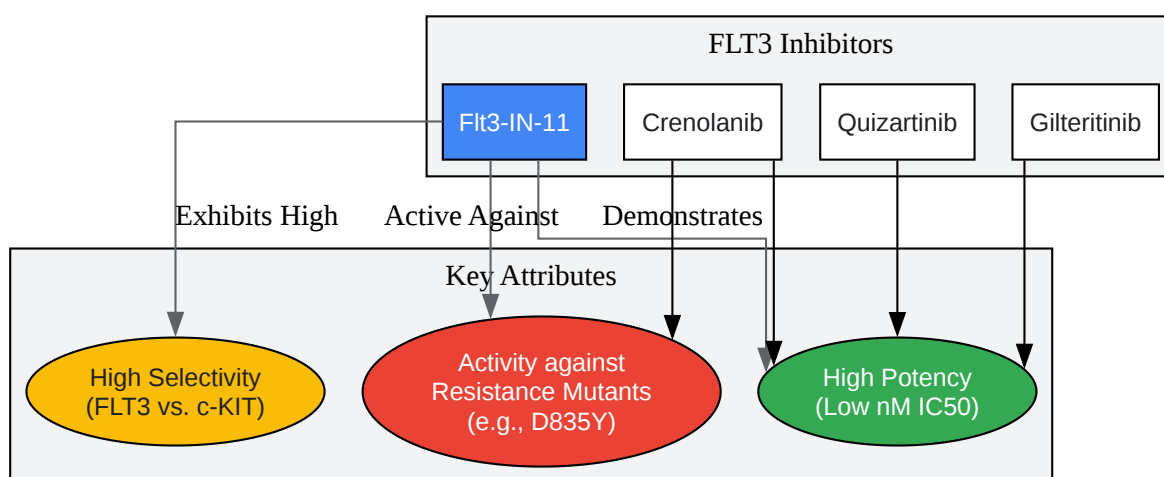 FLT3 Inhibitors
Flt3-IN-11
Crenolanib
Quizartinib
Gilteritinib
Exhibits High
Active Against
Demonstrates
Key Attributes
High Selectivity
(FLT3 vs. c-KIT)
Activity against
Resistance Mutants
(e.g., D835Y)
High Potency
(Low nM IC50)